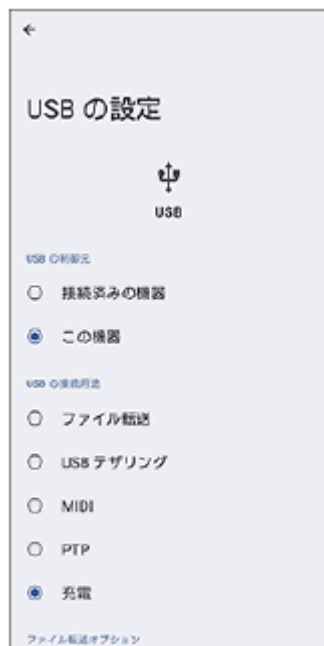 USB の設定
USB
USB の制御元
接続済みの機器
この機器
USB の接続用途
ファイル転送
USB テザリング
MIDI
PTP
充電
ファイル転送オプション